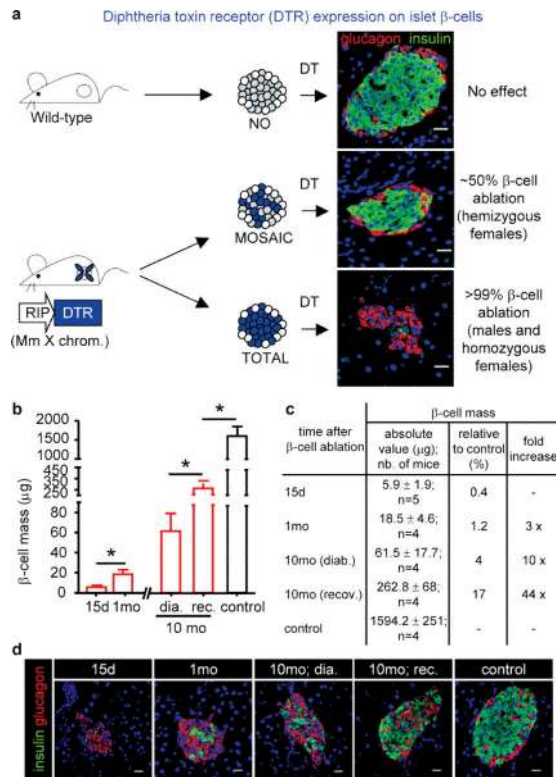 a
Diphtheria toxin receptor (DTR) expression on islet β-cells
glucagon insulin
Wild-type
NO
DT
No effect
MOSAIC
DT
~50% β-cell
ablation
(hemizygous
females)
RIP DTR
(Mm X chrom.)
TOTAL
DT
>99% β-cell
ablation
(males and
homozygous
females)
b
β-cell mass (μg)
2000
1500
1000
450
350
250
80
60
40
20
0
*
*
*
15d 1mo dia. rec. control
10 mo
c
β-cell mass
time after
β-cell ablation
absolute
value (μg);
nb. of mice
relative
to control
(%)
fold
increase
15d 5.9 ± 1.9; n=5 0.4 -
1mo 18.5 ± 4.6; n=4 1.2 3 x
10mo (diab.) 61.5 ± 17.7; n=4 4 10 x
10mo (recov.) 262.8 ± 68; n=4 17 44 x
control 1594.2 ± 251; n=4 - -
d
15d 1mo 10mo; dia. 10mo; rec. control
insulin glucagon